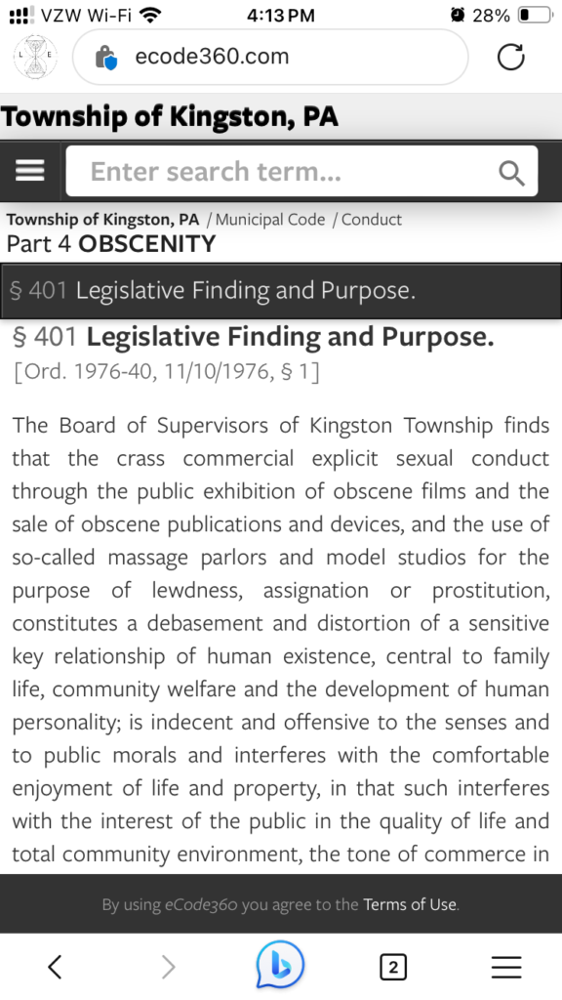 VZW Wi-Fi 4:13 PM 28%
L E ecode360.com
Township of Kingston, PA
Enter search term...
Township of Kingston, PA / Municipal Code / Conduct
Part 4 OBSCENITY
§ 401 Legislative Finding and Purpose.
§ 401 Legislative Finding and Purpose.
[Ord. 1976-40, 11/10/1976, § 1]
The Board of Supervisors of Kingston Township finds
that the crass commercial explicit sexual conduct
through the public exhibition of obscene films and the
sale of obscene publications and devices, and the use of
so-called massage parlors and model studios for the
purpose of lewdness, assignation or prostitution,
constitutes a debasement and distortion of a sensitive
key relationship of human existence, central to family
life, community welfare and the development of human
personality; is indecent and offensive to the senses and
to public morals and interferes with the comfortable
enjoyment of life and property, in that such interferes
with the interest of the public in the quality of life and
total community environment, the tone of commerce in
By using eCode360 you agree to the Terms of Use.
2